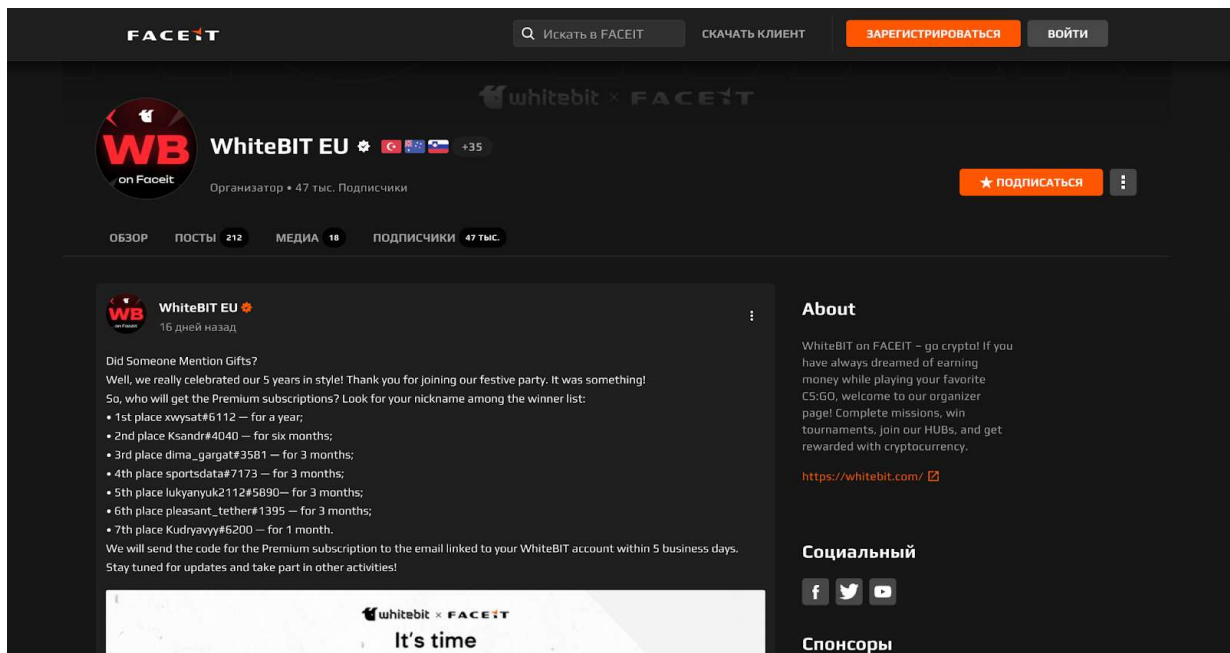 FACEIT
Искать в FACEIT
СКАЧАТЬ КЛИЕНТ
ЗАРЕГИСТРИРОВАТЬСЯ
ВОЙТИ
whitebit × FACEIT
WB
on Faceit
WhiteBIT EU
+35
Организатор • 47 тыс. Подписчики
ПОДПИСАТЬСЯ
ОБЗОР
ПОСТЫ 212
МЕДИА 18
ПОДПИСЧИКИ 47 ТЫС.
WB
on Faceit
WhiteBIT EU
16 дней назад
Did Someone Mention Gifts?
Well, we really celebrated our 5 years in style! Thank you for joining our festive party. It was something!
So, who will get the Premium subscriptions? Look for your nickname among the winner list:
• 1st place xwysat#6112 — for a year;
• 2nd place Ksandr#4040 — for six months;
• 3rd place dima_gargat#3581 — for 3 months;
• 4th place sportsdata#7173 — for 3 months;
• 5th place lukyanyuk2112#5890— for 3 months;
• 6th place pleasant_tether#1395 — for 3 months;
• 7th place Kudryavyy#6200 — for 1 month.
We will send the code for the Premium subscription to the email linked to your WhiteBIT account within 5 business days.
Stay tuned for updates and take part in other activities!
whitebit × FACEIT
It's time
About
WhiteBIT on FACEIT – go crypto! If you
have always dreamed of earning
money while playing your favorite
CS:GO, welcome to our organizer
page! Complete missions, win
tournaments, join our HUBs, and get
rewarded with cryptocurrency.
https://whitebit.com/
Социальный
Спонсоры